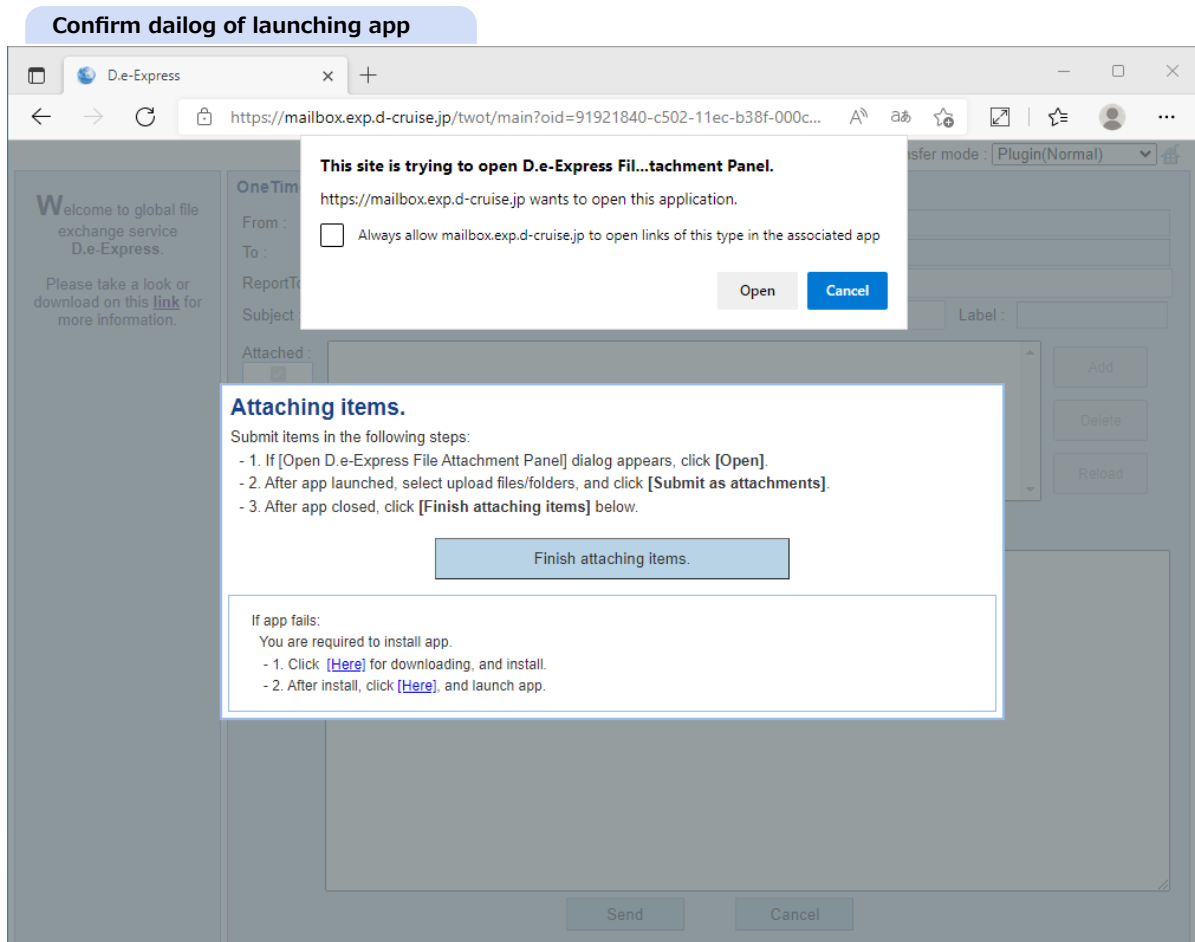 Confirm dailog of launching app
D.e-Express
https://mailbox.exp.d-cruise.jp/twot/main?oid=91921840-c502-11ec-b38f-000c...
This site is trying to open D.e-Express Fil...tachment Panel.
https://mailbox.exp.d-cruise.jp wants to open this application.
Always allow mailbox.exp.d-cruise.jp to open links of this type in the associated app
Open
Cancel
nsfer mode : Plugin(Normal)
Welcome to global file
exchange service
D.e-Express.
Please take a look or
download on this link for
more information.
OneTim
From :
To :
ReportTo
Subject :
Label :
Attached :
Add
Delete
Reload
Attaching items.
Submit items in the following steps:
- 1. If [Open D.e-Express File Attachment Panel] dialog appears, click [Open].
- 2. After app launched, select upload files/folders, and click [Submit as attachments].
- 3. After app closed, click [Finish attaching items] below.
Finish attaching items.
If app fails:
You are required to install app.
- 1. Click [Here] for downloading, and install.
- 2. After install, click [Here], and launch app.
Send
Cancel